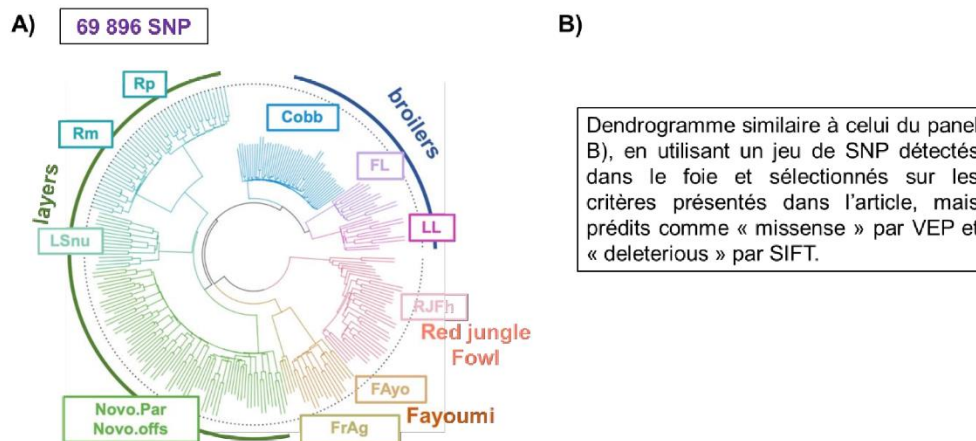 A)
69 896 SNP
B)
Rp
Rm
LSnu
layers
Cobb
broilers
FL
LL
RJFh
Red jungle
Fowl
FAyo
Fayoumi
FrAg
Novo.Par
Novo.offs
Dendrogramme similaire à celui du panel
B), en utilisant un jeu de SNP détectés
dans le foie et sélectionnés sur les
critères présentés dans l’article, mais
prédits comme « missense » par VEP et
« deleterious » par SIFT.